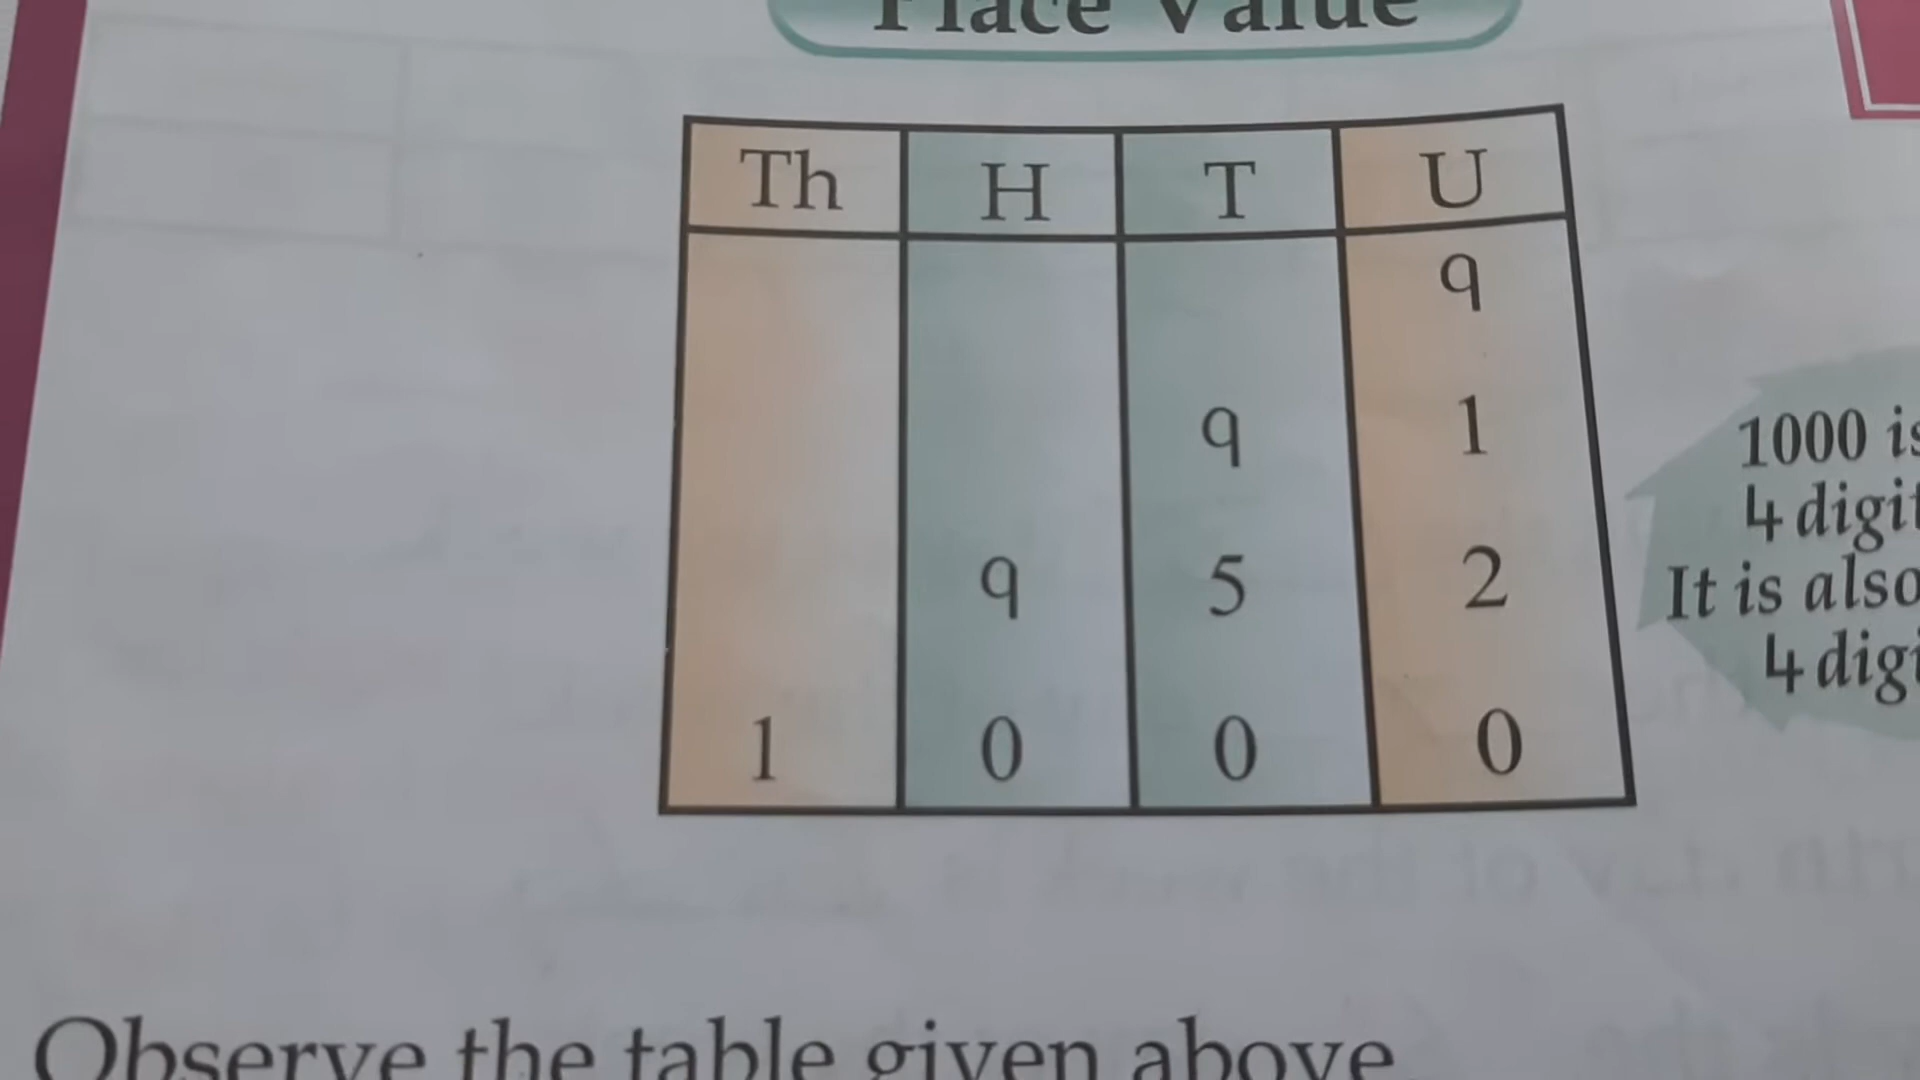 Place Value
Th H T U
9
9 1
9 5 2
1 0 0 0
1000 is
4 digit
It is also
4 digi
Observe the table given above.